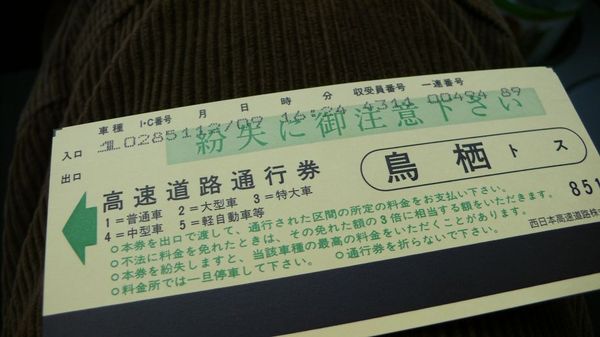 車種 I・C番号 月 日 時 分 収受員番号 一連番号
入口 1 0285112/09 16:24 4314 00494 89
出口
紛失に御注意下さい
高速道路通行券
鳥栖 トス
1＝普通車 2＝大型車 3＝特大車
4＝中型車 5＝軽自動車等
851
○本券を出口で渡して、通行された区間の所定の料金をお支払い下さい。
○不法に料金を免れたときは、その免れた額の3倍に相当する額をいただきます。
○本券を紛失しますと、当該車種の最高の料金をいただくことがあります。
○料金所では一旦停車して下さい。 ○通行券を折らないで下さい。
西日本高速道路株